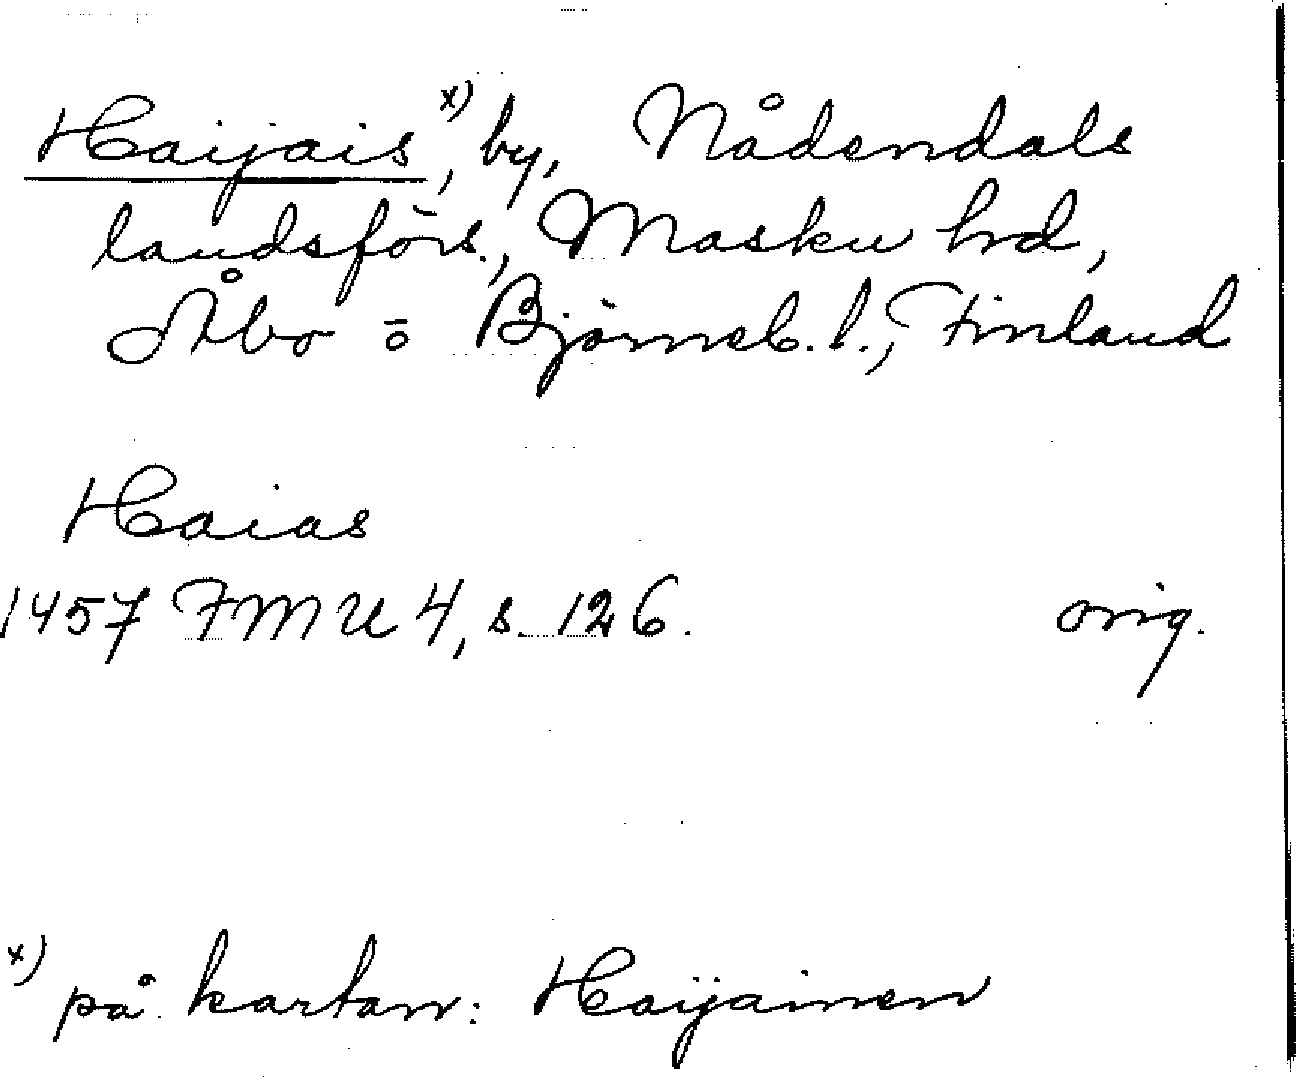 Haijais x), by, Nådendals
landsförs., Masku hd,
Åbo o Björneb. l., Finland
Haias
1457 FMU 4, s. 126. orig.
x) på kartan: Haijainen